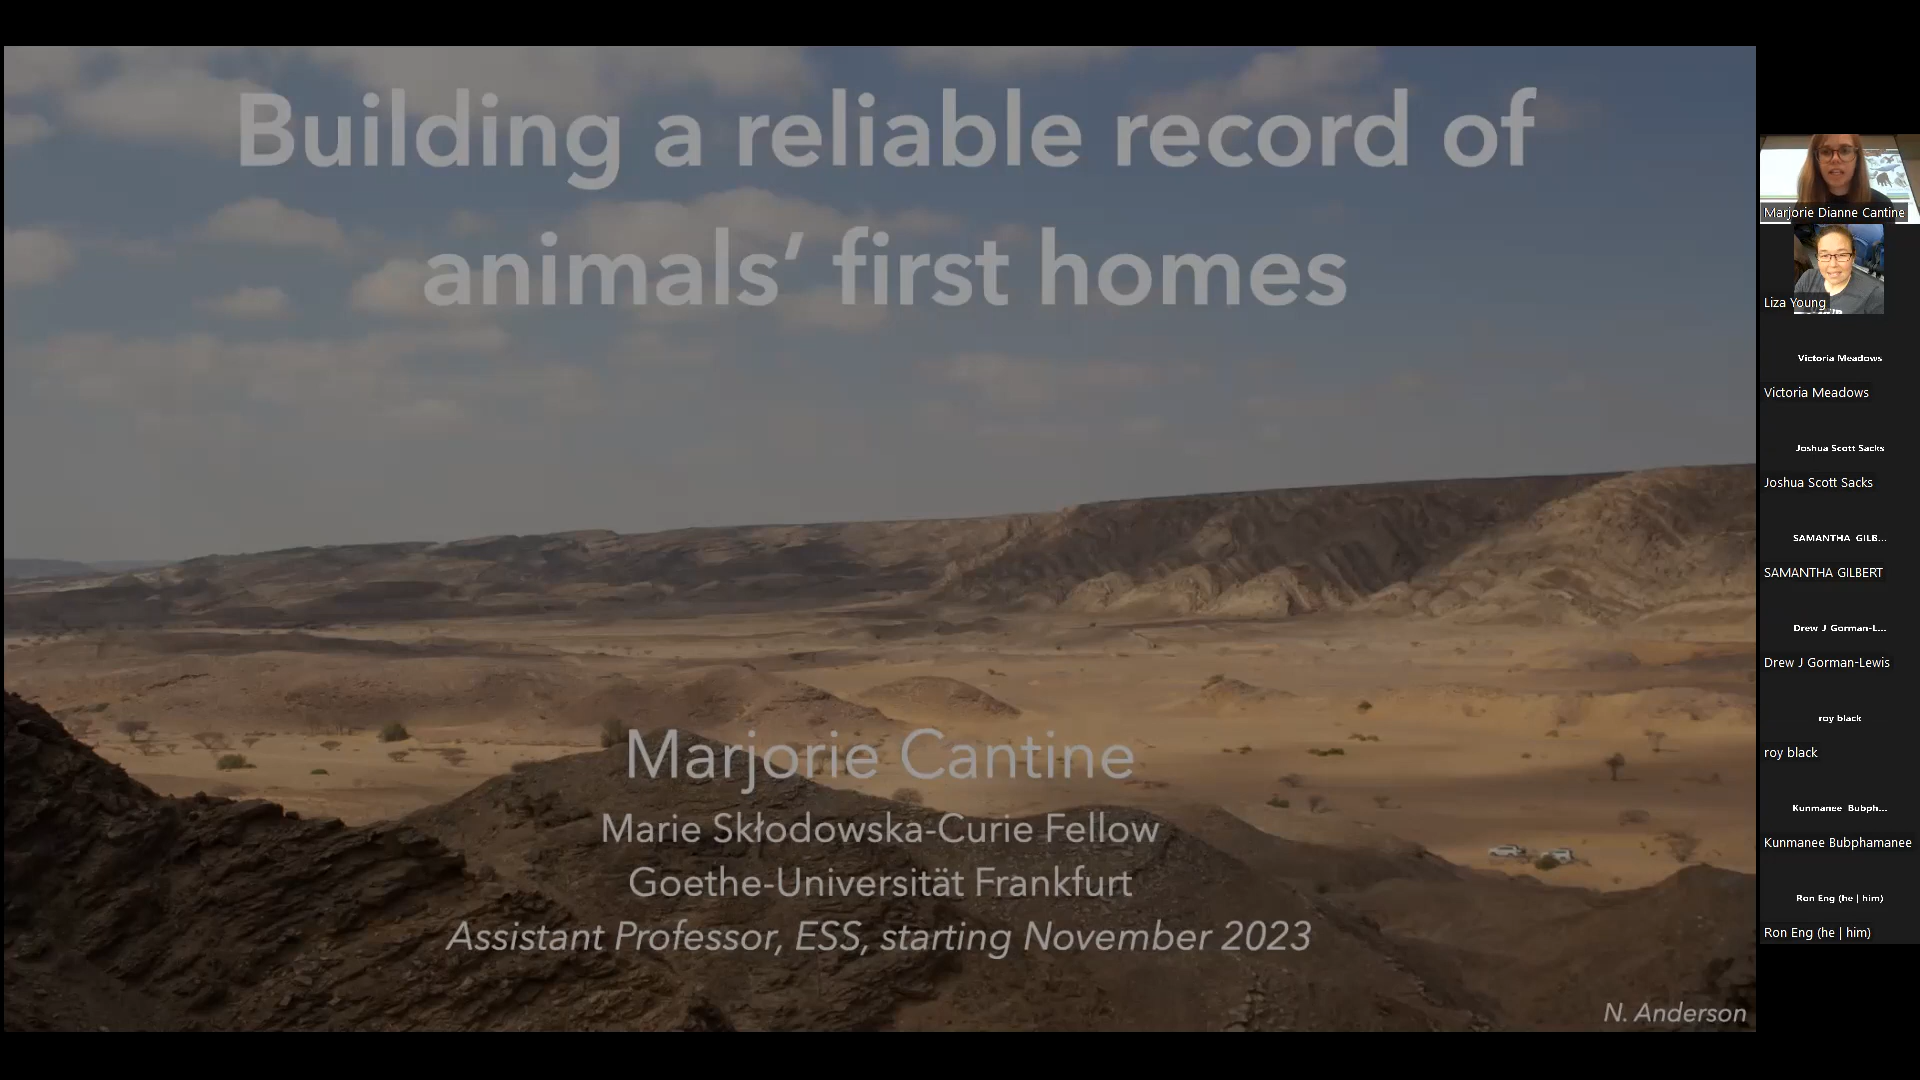 Building a reliable record of
animals’ first homes
Marjorie Cantine
Marie Skłodowska-Curie Fellow
Goethe-Universität Frankfurt
Assistant Professor, ESS, starting November 2023
N. Anderson
Marjorie Dianne Cantine
Liza Young
Victoria Meadows
Victoria Meadows
Joshua Scott Sacks
Joshua Scott Sacks
SAMANTHA GILB...
SAMANTHA GILBERT
Drew J Gorman-L...
Drew J Gorman-Lewis
roy black
roy black
Kunmanee Bubph...
Kunmanee Bubphamanee
Ron Eng (he | him)
Ron Eng (he | him)